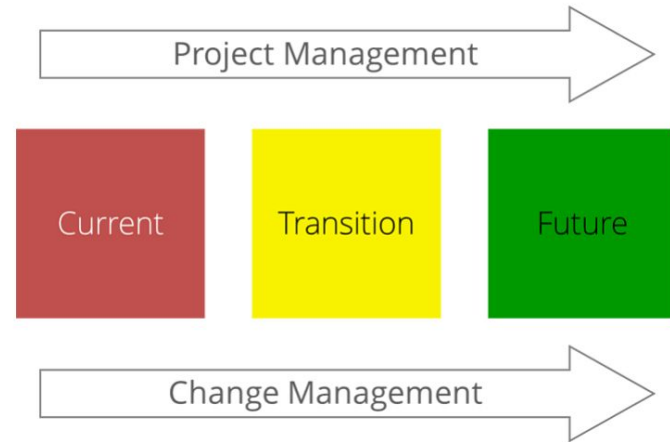 Project Management
Current
Transition
Future
Change Management